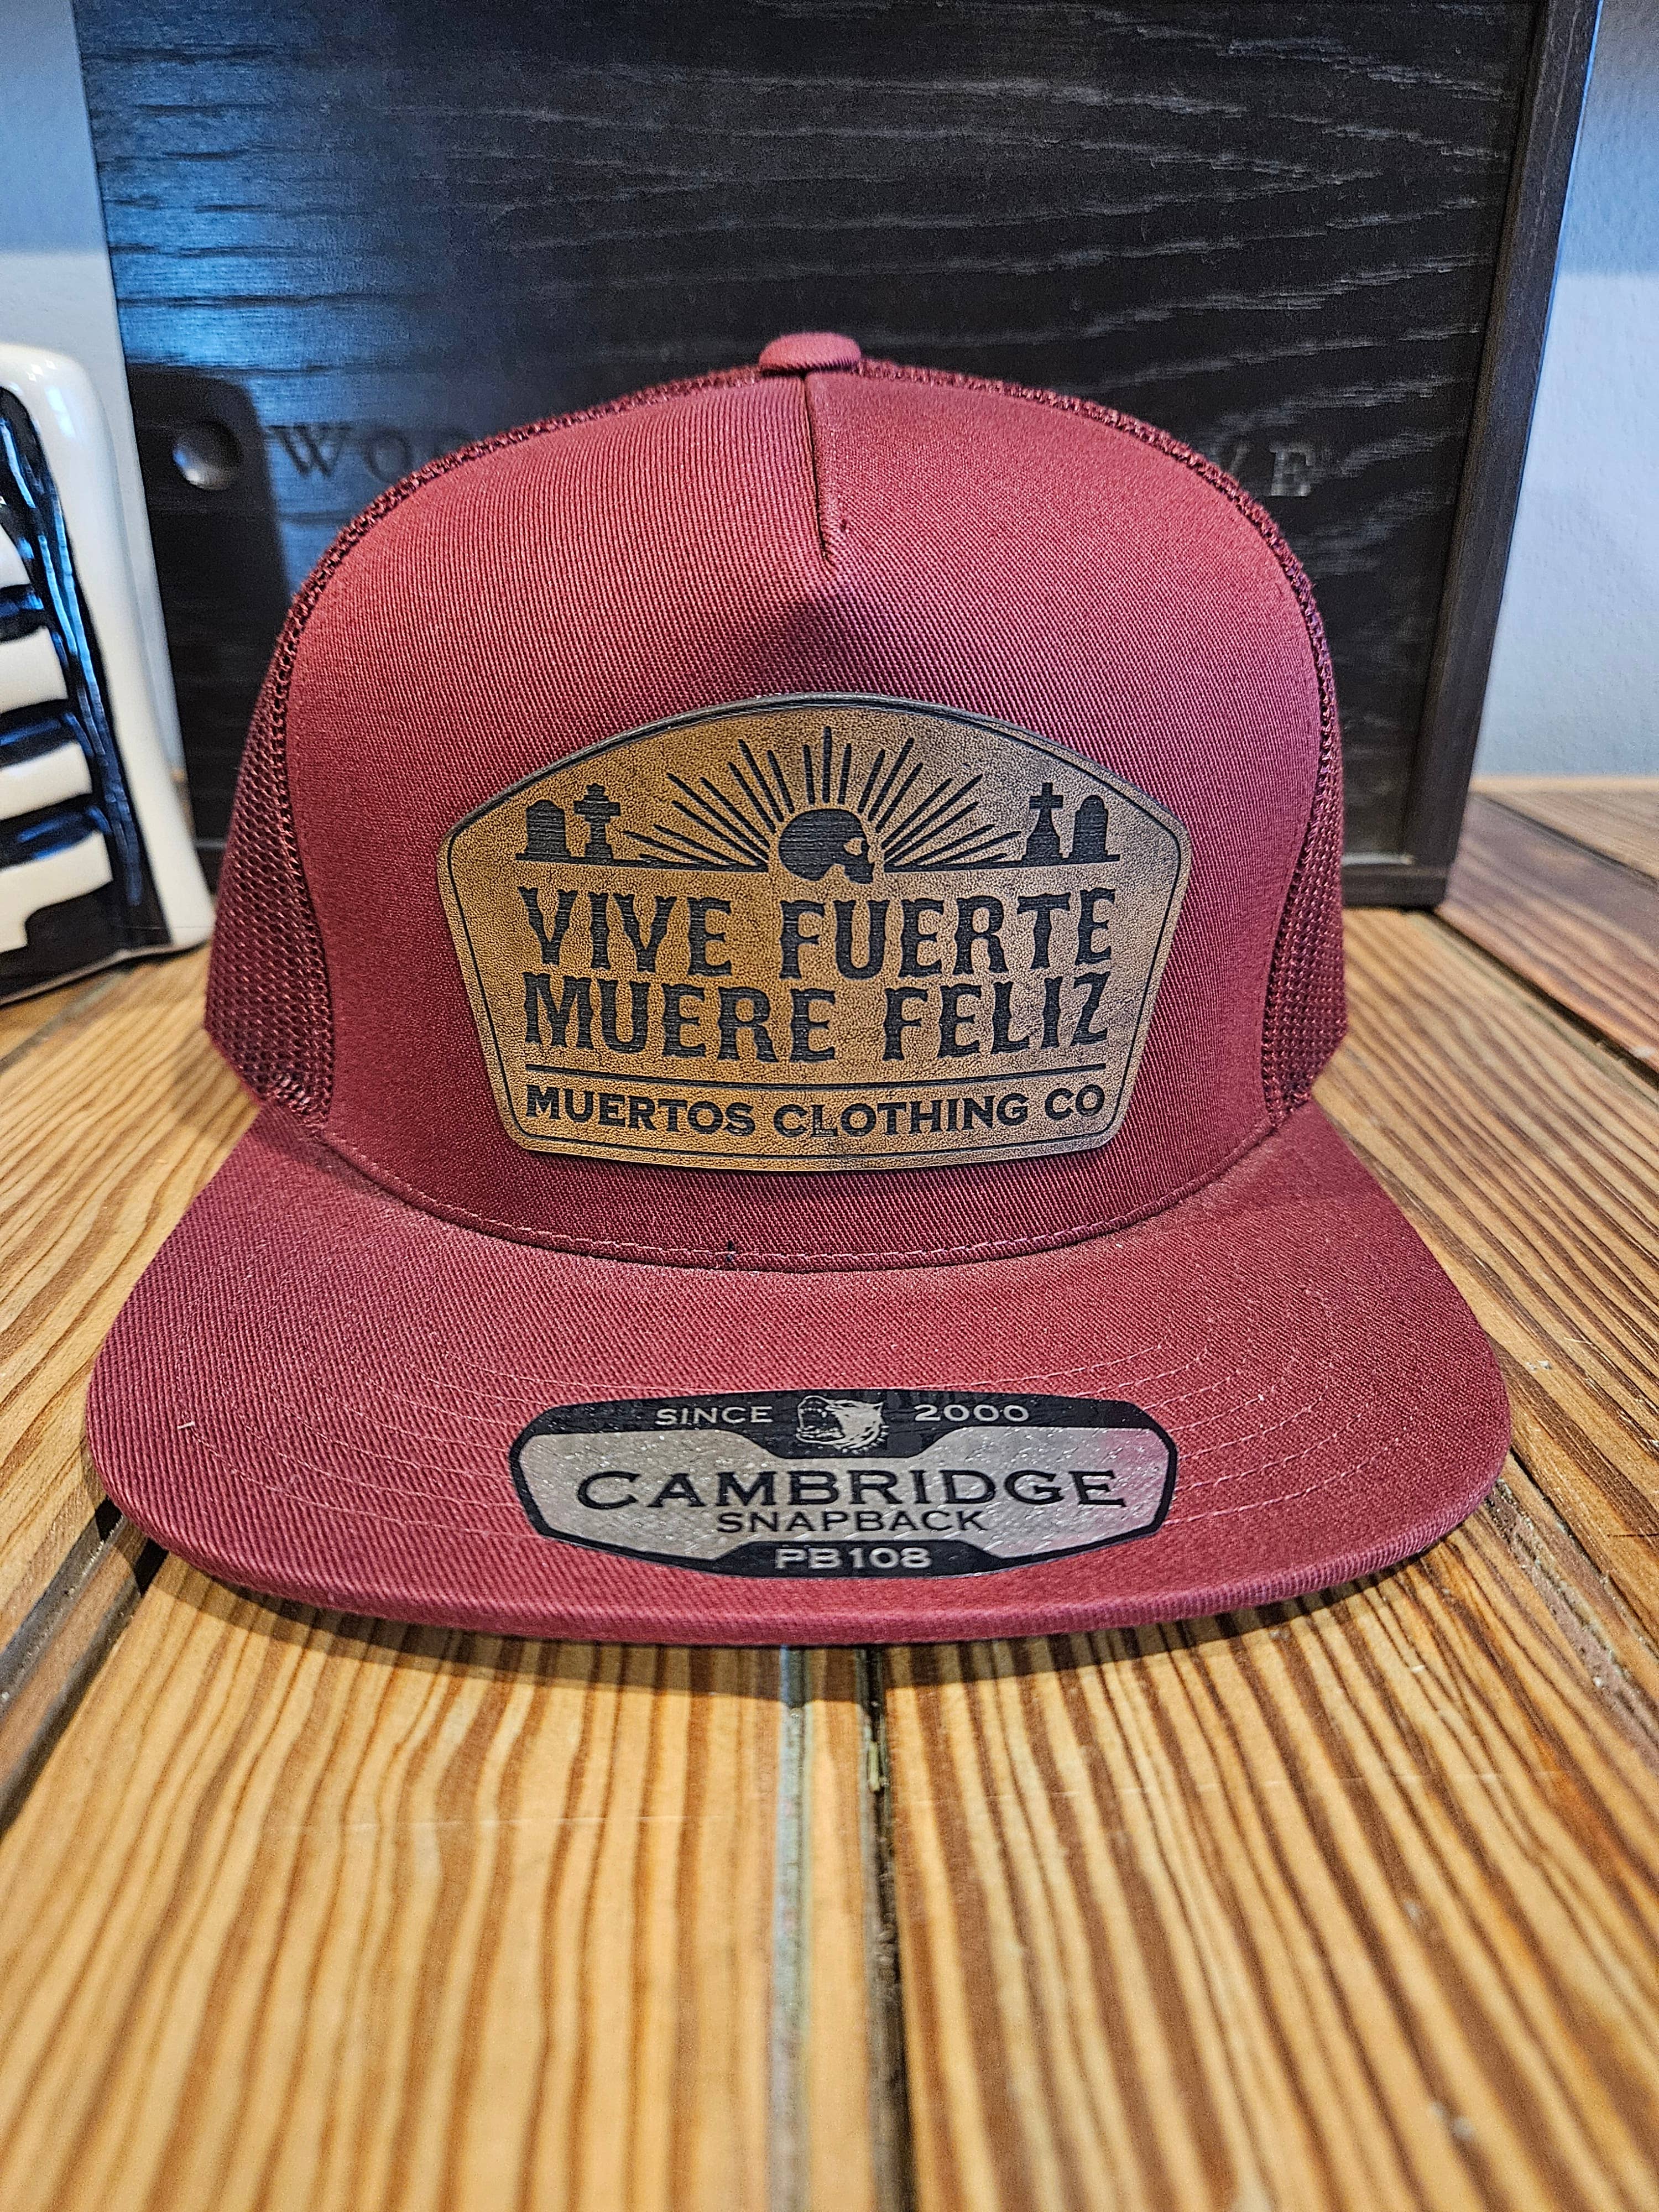 VIVE FUERTE
MUERE FELIZ
MUERTOS CLOTHING CO
SINCE 2000
CAMBRIDGE
SNAPBACK
PB108